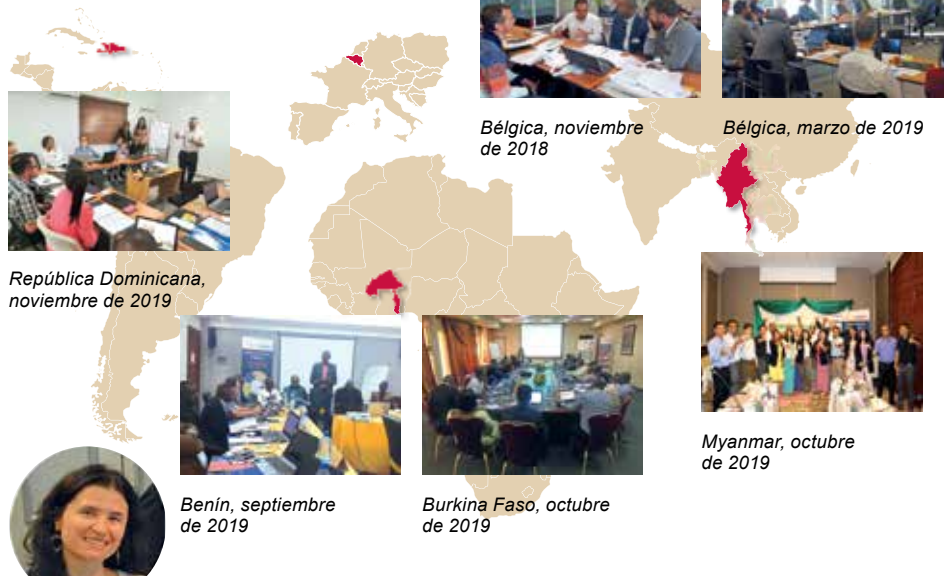 Bélgica, noviembre
de 2018
Bélgica, marzo de 2019
República Dominicana,
noviembre de 2019
Myanmar, octubre
de 2019
Benín, septiembre
de 2019
Burkina Faso, octubre
de 2019